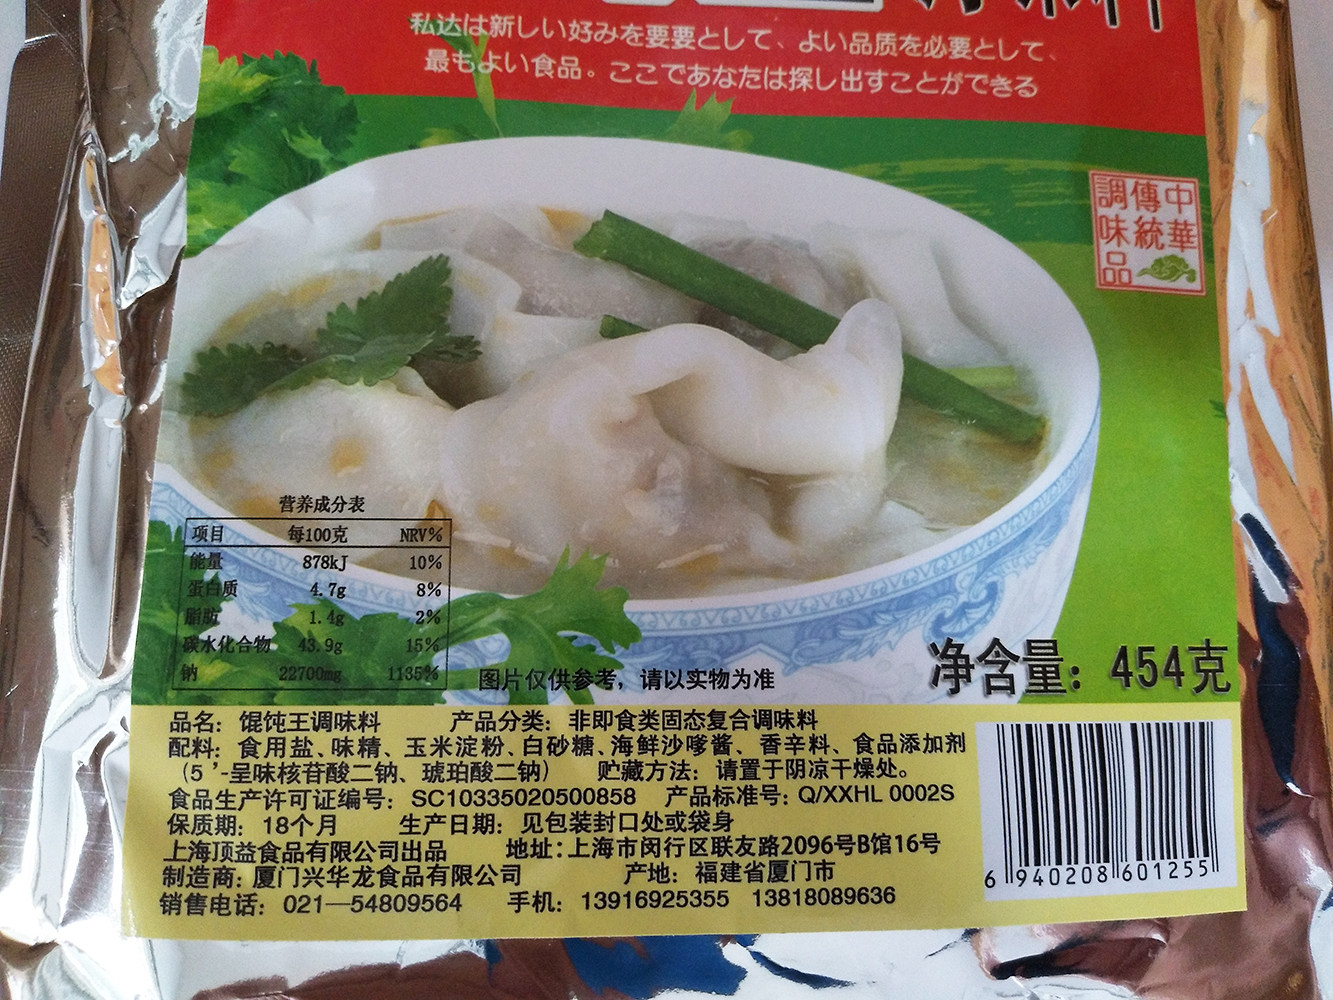 私达は新しい好みを要要として、よい品质を必要として、
最もよい食品。ここであなたは探し出すことができる
中華
傳統
調味品
营养成分表
项目 每100克 NRV%
能量 878kJ 10%
蛋白质 4.7g 8%
脂肪 1.4g 2%
碳水化合物 43.9g 15%
钠 22700mg 1135%
图片仅供参考，请以实物为准
净含量：454克
品名：馄饨王调味料 产品分类：非即食类固态复合调味料
配料：食用盐、味精、玉米淀粉、白砂糖、海鲜沙嗲酱、香辛料、食品添加剂
（5'-呈味核苷酸二钠、琥珀酸二钠） 贮藏方法：请置于阴凉干燥处。
食品生产许可证编号：SC10335020500858 产品标准号：Q/XXHL 0002S
保质期：18个月 生产日期：见包装封口处或袋身
上海顶益食品有限公司出品 地址：上海市闵行区联友路2096号B馆16号
制造商：厦门兴华龙食品有限公司 产地：福建省厦门市
销售电话：021—54809564 手机：13916925355 13818089636
6 940208 601255